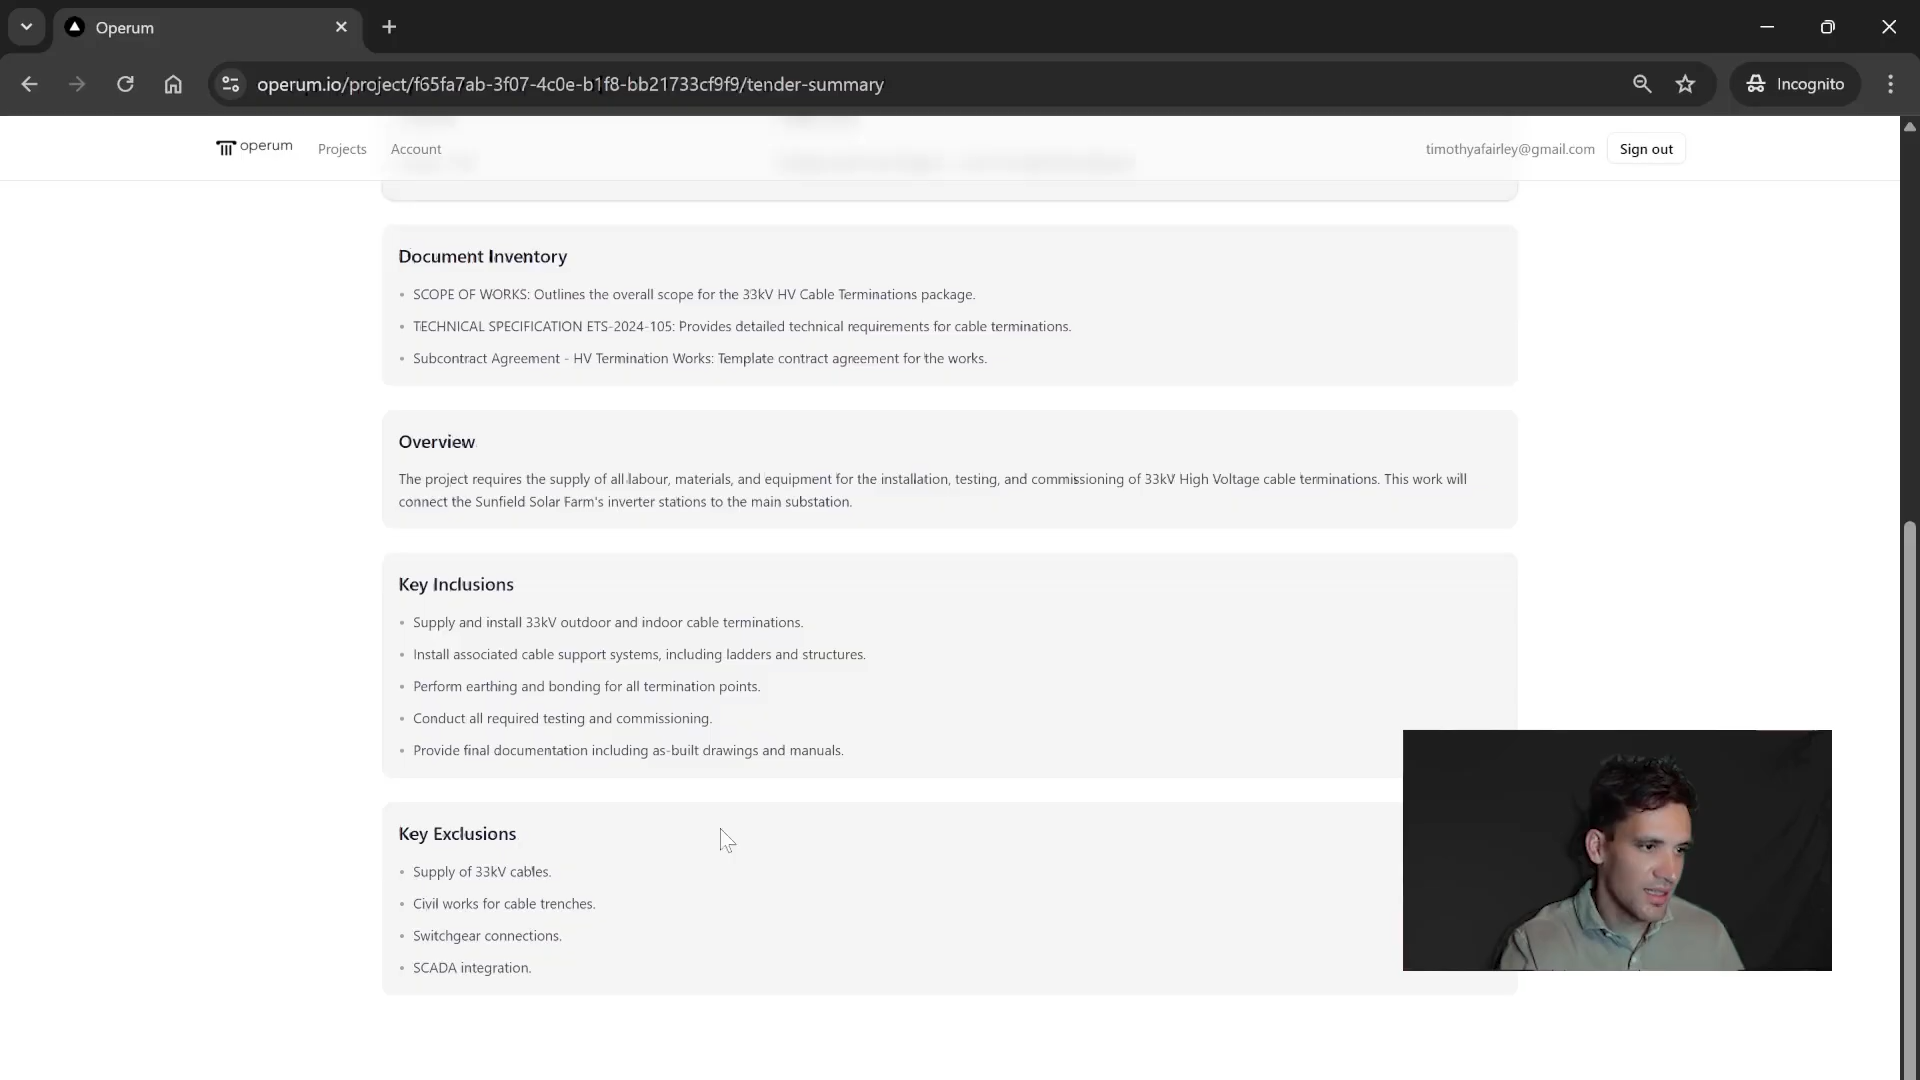 Operum
operum.io/project/f65fa7ab-3f07-4c0e-b1f8-bb21733cf9f9/tender-summary
Incognito
operum
Projects
Account
timothyafairley@gmail.com
Sign out
Document Inventory
• SCOPE OF WORKS: Outlines the overall scope for the 33kV HV Cable Terminations package.
• TECHNICAL SPECIFICATION ETS-2024-105: Provides detailed technical requirements for cable terminations.
• Subcontract Agreement - HV Termination Works: Template contract agreement for the works.
Overview
The project requires the supply of all labour, materials, and equipment for the installation, testing, and commissioning of 33kV High Voltage cable terminations. This work will
connect the Sunfield Solar Farm's inverter stations to the main substation.
Key Inclusions
• Supply and install 33kV outdoor and indoor cable terminations.
• Install associated cable support systems, including ladders and structures.
• Perform earthing and bonding for all termination points.
• Conduct all required testing and commissioning.
• Provide final documentation including as-built drawings and manuals.
Key Exclusions
• Supply of 33kV cables.
• Civil works for cable trenches.
• Switchgear connections.
• SCADA integration.